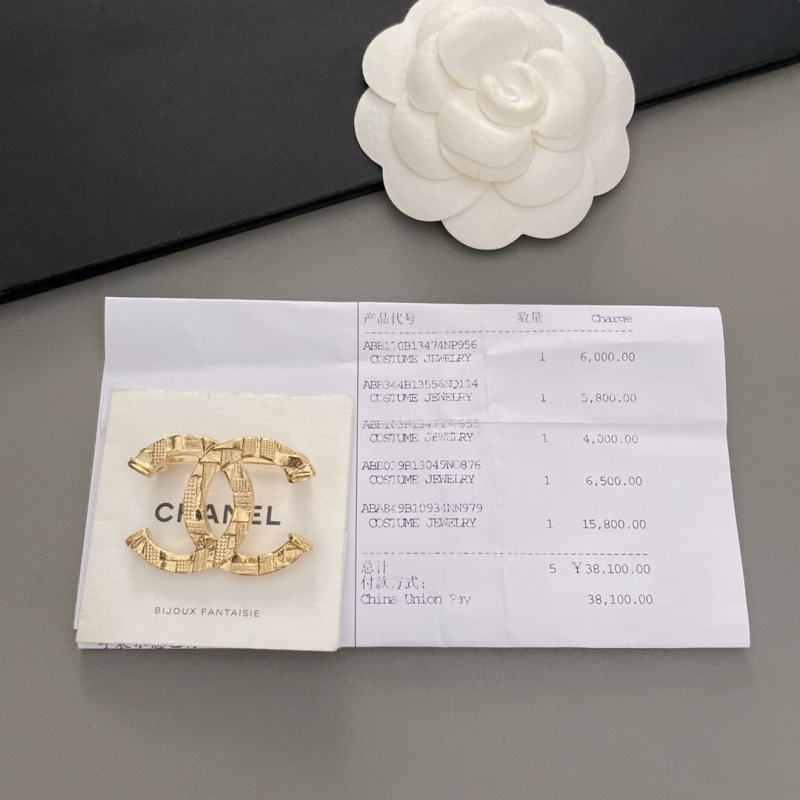 产品代号 数量 Charge
ABB170B13474NP956
COSTUME JEWELRY 1 6,000.00
ABB344B13556NQ114
COSTUME JEWELRY 1 5,800.00
COSTUME JEWELRY 1 4,000.00
ABD039B13049NO876
COSTUME JEWELRY 1 6,500.00
ABA849B10934NN979
COSTUME JEWELRY 1 15,800.00
总计 5 ¥38,100.00
付款方式:
China Union Pay 38,100.00
CHANEL
BIJOUX FANTAISIE